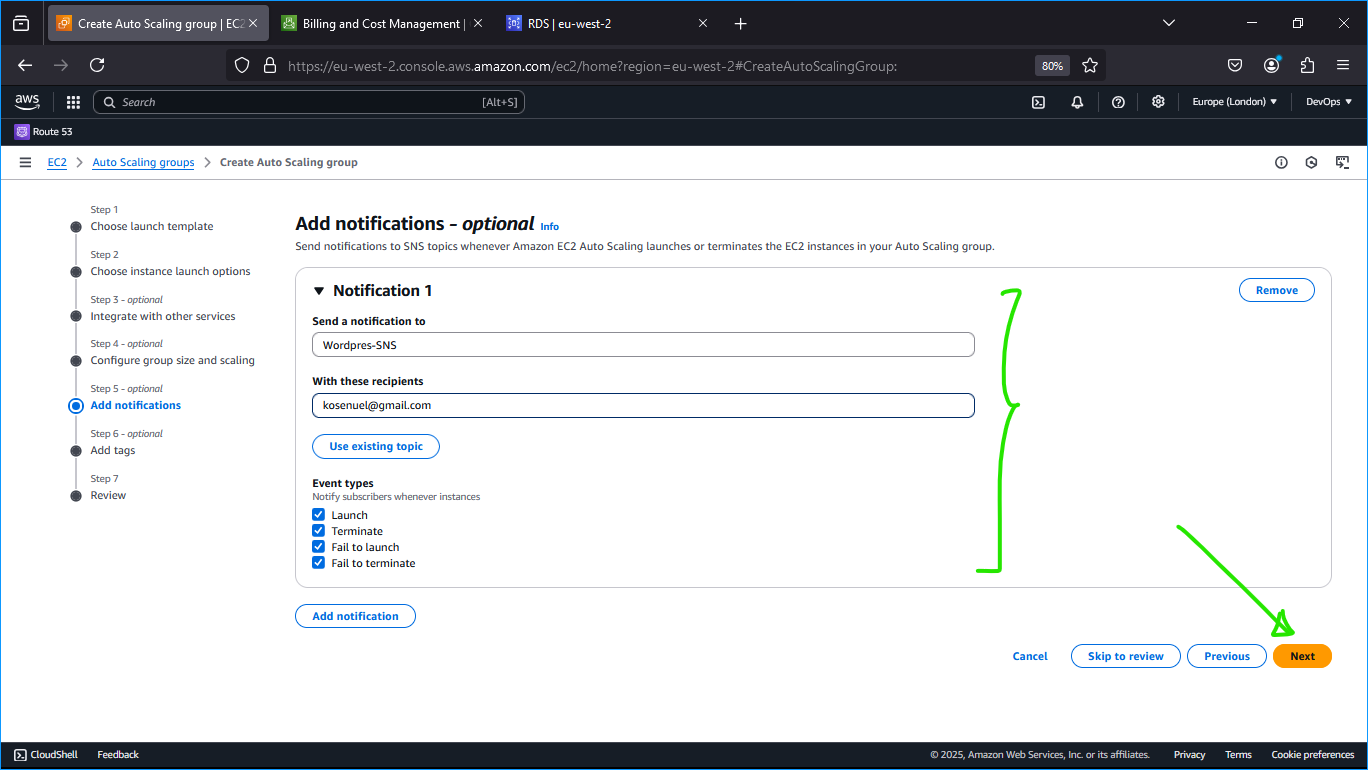 Create Auto Scaling group | EC2
Billing and Cost Management |
RDS | eu-west-2
https://eu-west-2.console.aws.amazon.com/ec2/home?region=eu-west-2#CreateAutoScalingGroup:
80%
aws
Search
[Alt+S]
Europe (London)
DevOps
Route 53
EC2
Auto Scaling groups
Create Auto Scaling group
Step 1
Choose launch template
Step 2
Choose instance launch options
Step 3 - optional
Integrate with other services
Step 4 - optional
Configure group size and scaling
Step 5 - optional
Add notifications
Step 6 - optional
Add tags
Step 7
Review
Add notifications - optional Info
Send notifications to SNS topics whenever Amazon EC2 Auto Scaling launches or terminates the EC2 instances in your Auto Scaling group.
Notification 1
Remove
Send a notification to
Wordpres-SNS
With these recipients
kosenuel@gmail.com
Use existing topic
Event types
Notify subscribers whenever instances
Launch
Terminate
Fail to launch
Fail to terminate
Add notification
Cancel
Skip to review
Previous
Next
CloudShell
Feedback
© 2025, Amazon Web Services, Inc. or its affiliates.
Privacy
Terms
Cookie preferences